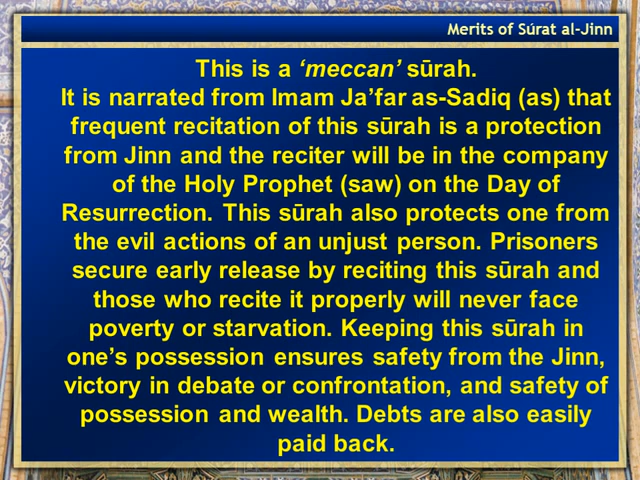 Merits of Súrat al-Jinn
This is a ‘meccan’ sūrah.
It is narrated from Imam Ja’far as-Sadiq (as) that
frequent recitation of this sūrah is a protection
from Jinn and the reciter will be in the company
of the Holy Prophet (saw) on the Day of
Resurrection. This sūrah also protects one from
the evil actions of an unjust person. Prisoners
secure early release by reciting this sūrah and
those who recite it properly will never face
poverty or starvation. Keeping this sūrah in
one’s possession ensures safety from the Jinn,
victory in debate or confrontation, and safety of
possession and wealth. Debts are also easily
paid back.